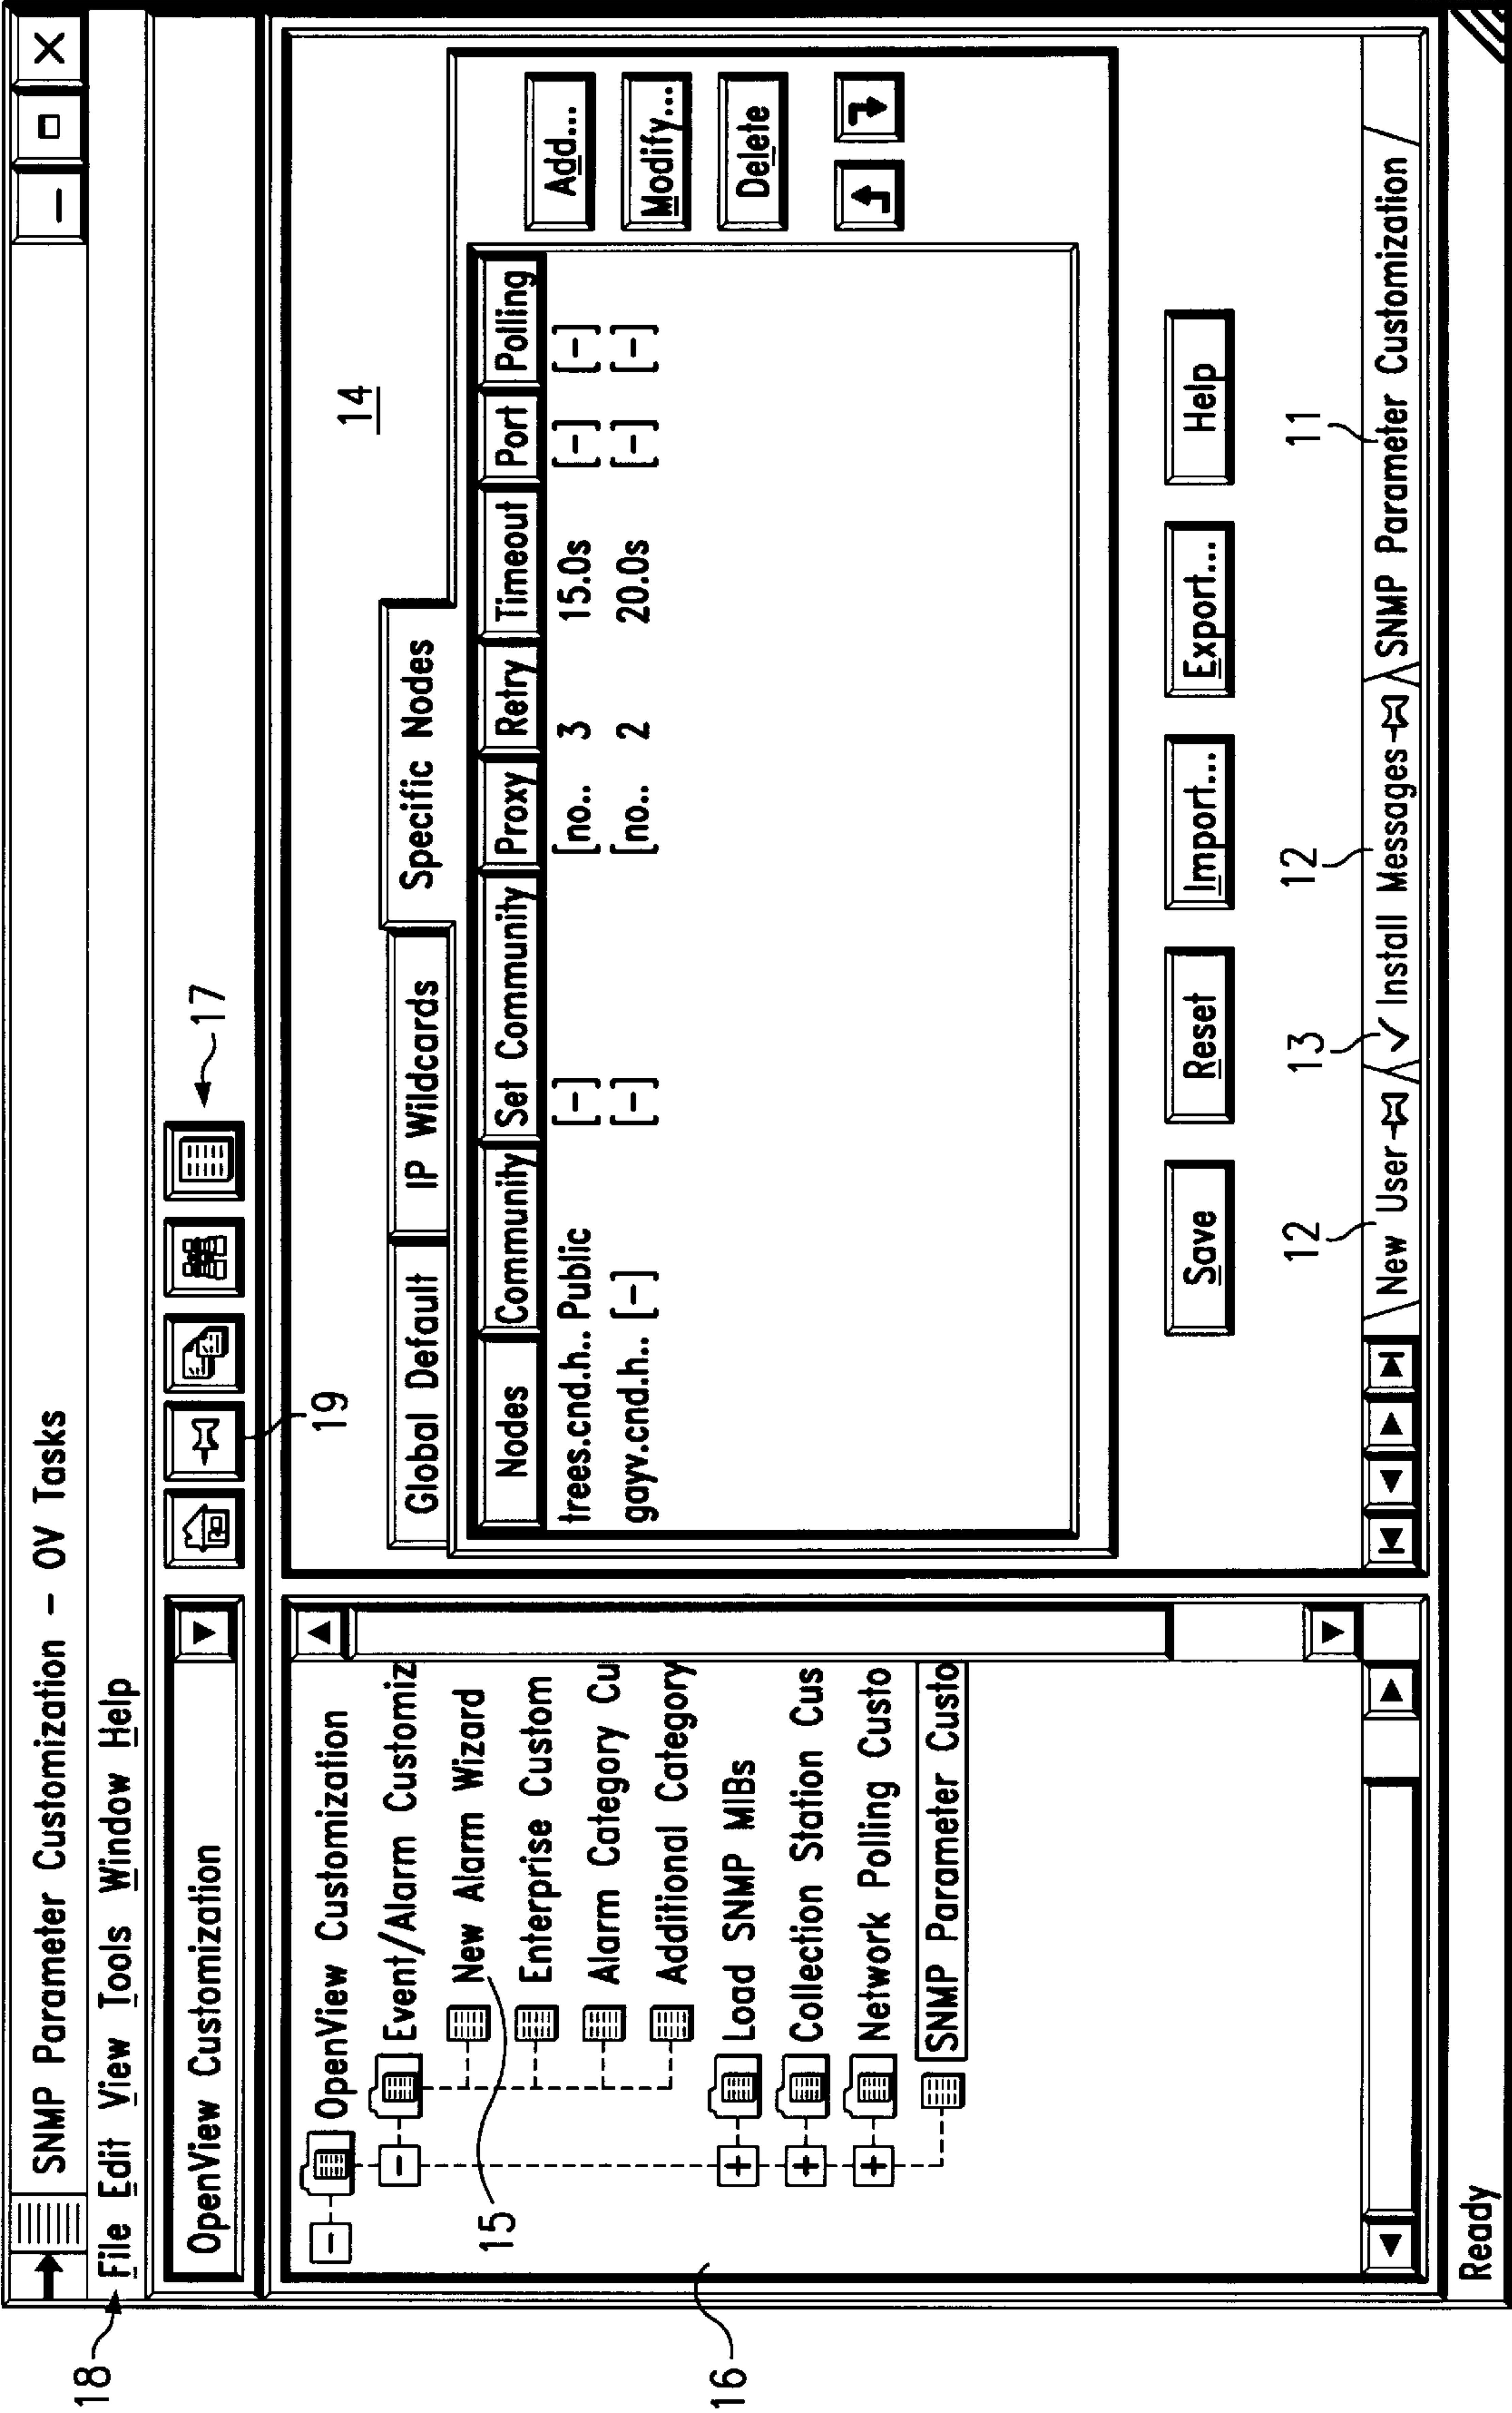 SNMP Parameter Customization - OV Tasks
18
File Edit View Tools Window Help
OpenView Customization
17
19
14
OpenView Customization
Event/Alarm Customiz
New Alarm Wizard
Enterprise Custom
Alarm Category Cu
Additional Category
Load SNMP MIBs
Collection Station Cus
Network Polling Custo
SNMP Parameter Custo
15
16
Global Default IP Wildcards Specific Nodes
Nodes Community Set Community Proxy Retry Timeout Port Polling
trees.cnd.h.. Public [-] [no.. 3 15.0s [-] [-]
gayv.cnd.h.. [-] [-] [no.. 2 20.0s [-] [-]
Add...
Modify...
Delete
Save Reset Import... Export... Help
12 13 12 11
New User ✓ Install Messages SNMP Parameter Customization
Ready